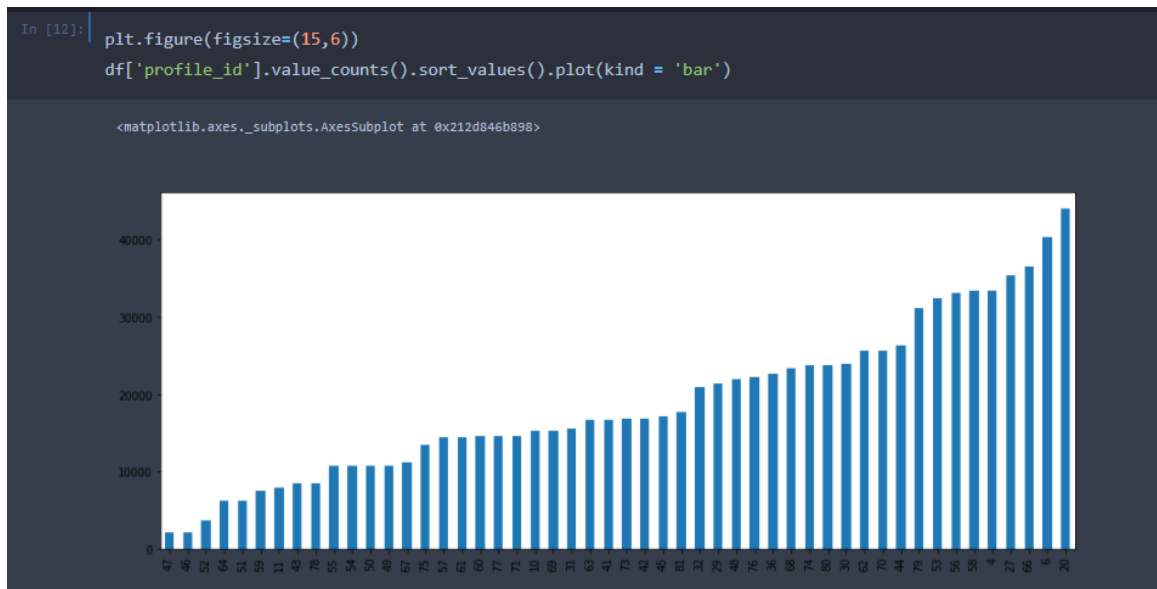 In [12]:
plt.figure(figsize=(15,6))
df['profile_id'].value_counts().sort_values().plot(kind = 'bar')
<matplotlib.axes._subplots.AxesSubplot at 0x212d846b898>
40000
30000
20000
10000
0
47 46 52 64 51 59 11 43 78 55 54 50 49 67 75 57 61 60 77 71 10 69 31 63 41 73 42 45 81 32 29 48 76 36 68 74 80 30 62 70 44 79 53 56 58 4 27 66 6 20